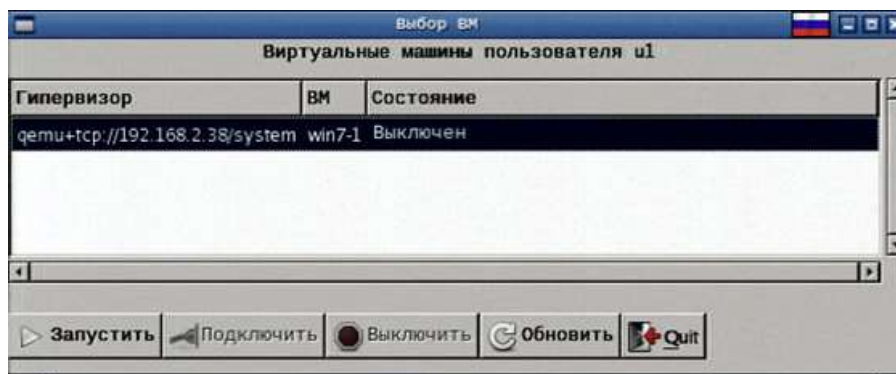 Выбор ВМ
Виртуальные машины пользователя u1
Гипервизор ВМ Состояние
qemu+tcp://192.168.2.38/system win7-1 Выключен
Запустить Подключить Выключить Обновить Quit